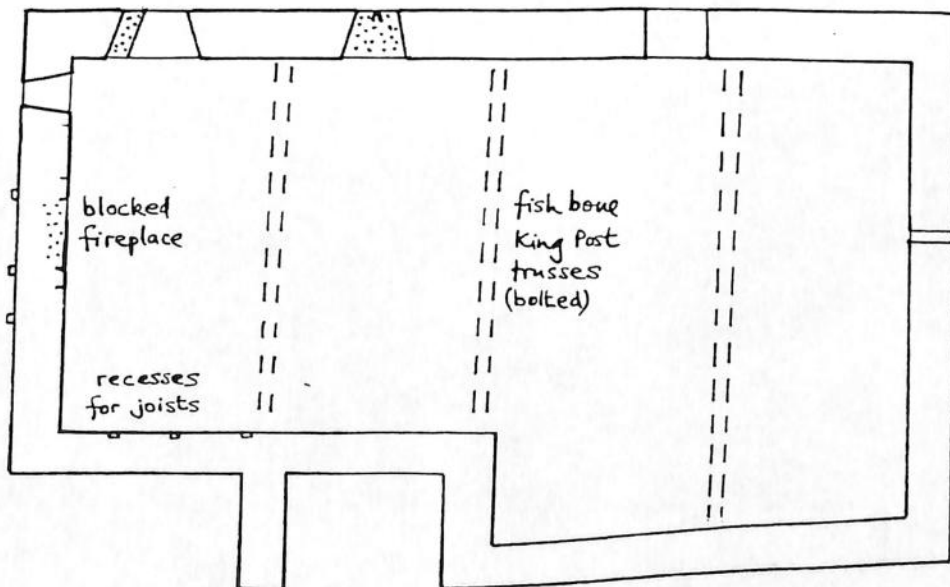 blocked
fireplace
fish bone
King Post
trusses
(bolted)
recesses
for joists